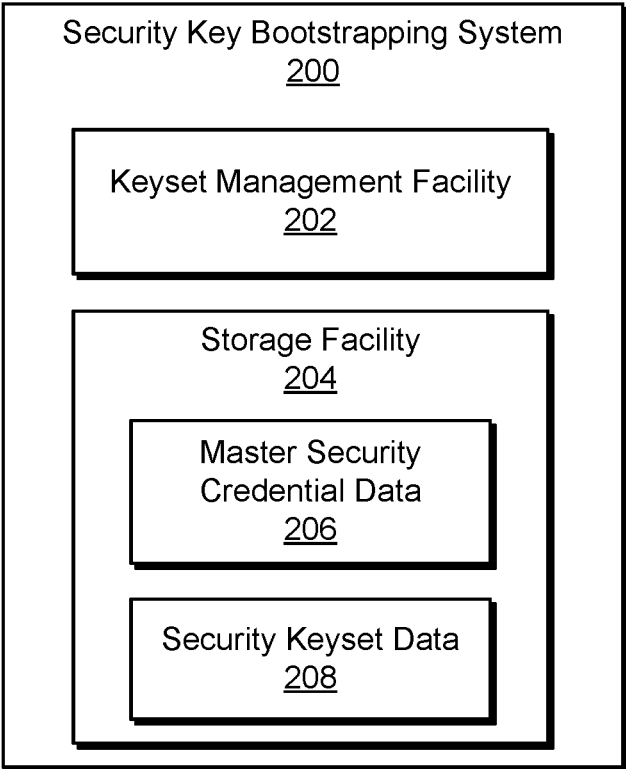 Security Key Bootstrapping System
200
Keyset Management Facility
202
Storage Facility
204
Master Security
Credential Data
206
Security Keyset Data
208